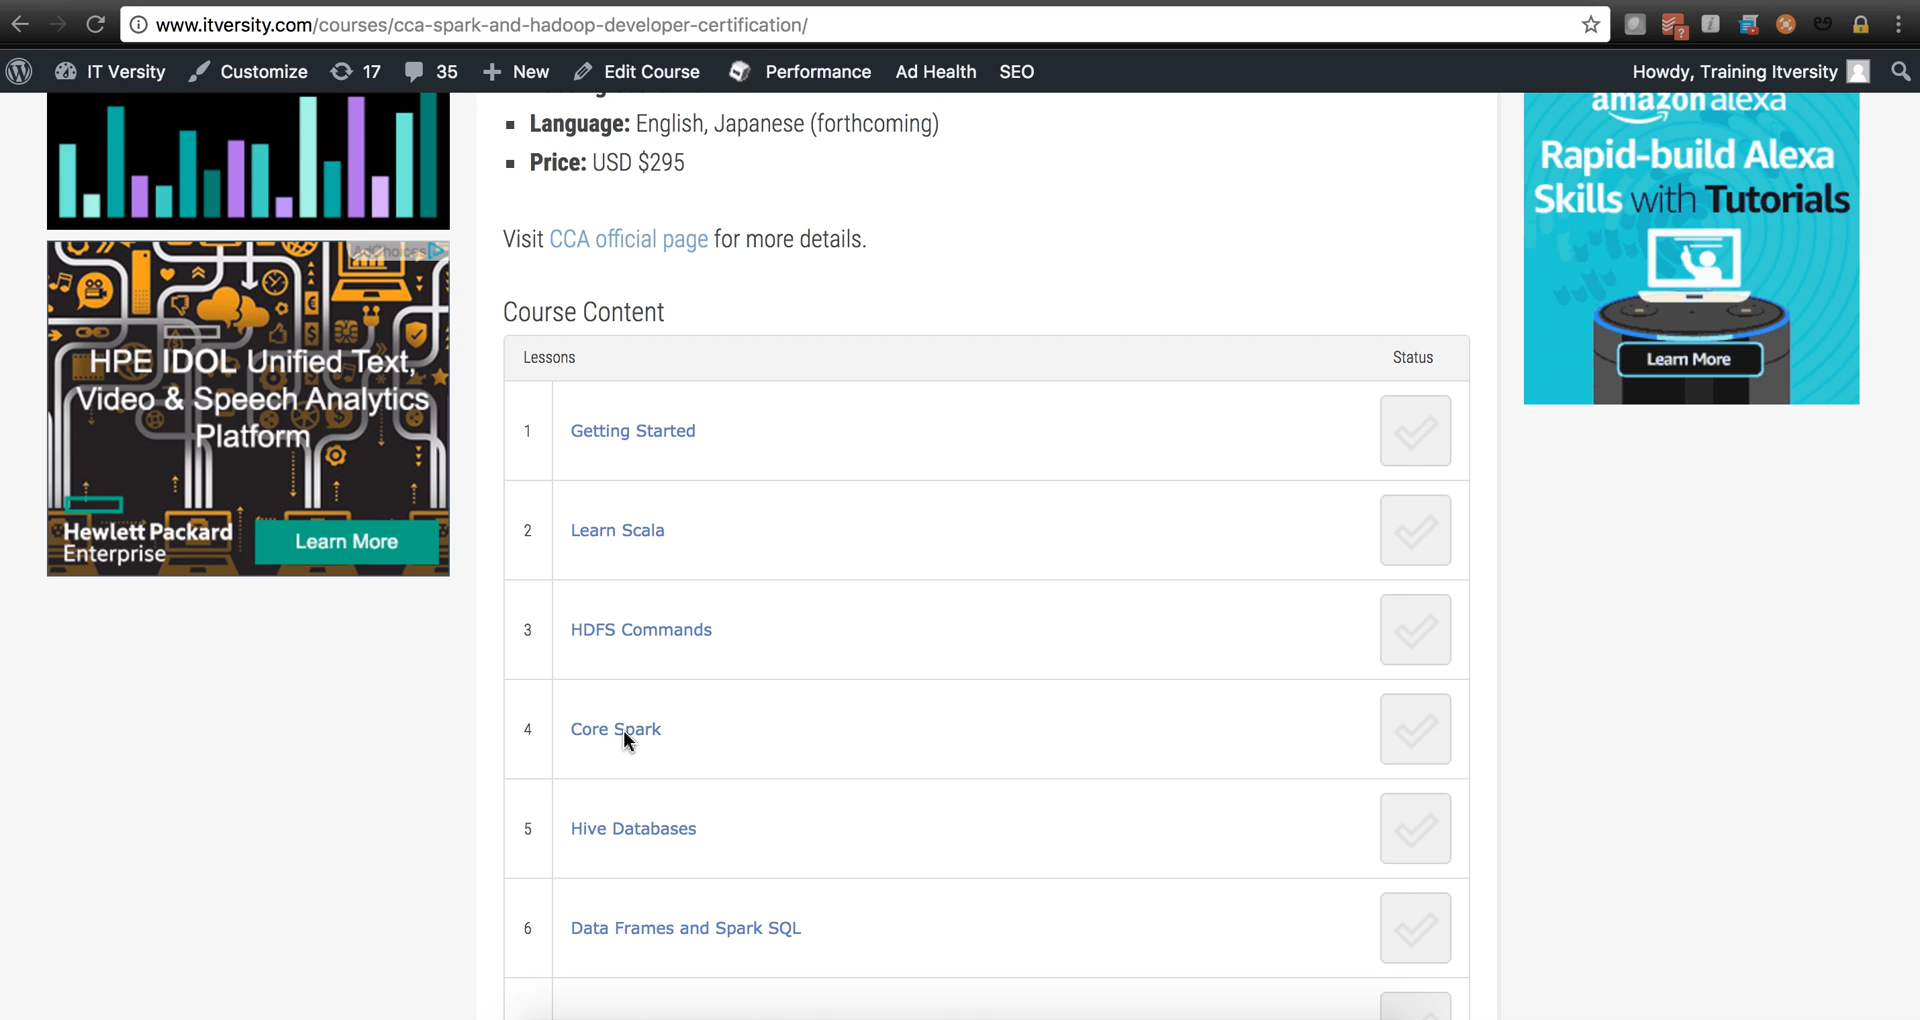 www.itversity.com/courses/cca-spark-and-hadoop-developer-certification/
IT Versity Customize 17 35 New Edit Course Performance Ad Health SEO Howdy, Training Itversity
Language: English, Japanese (forthcoming)
Price: USD $295
Visit CCA official page for more details.
Course Content
Lessons Status
1 Getting Started
2 Learn Scala
3 HDFS Commands
4 Core Spark
5 Hive Databases
6 Data Frames and Spark SQL
AdChoices
HPE IDOL Unified Text,
Video & Speech Analytics
Platform
Hewlett Packard
Enterprise
Learn More
amazon alexa
Rapid-build Alexa
Skills with Tutorials
Learn More